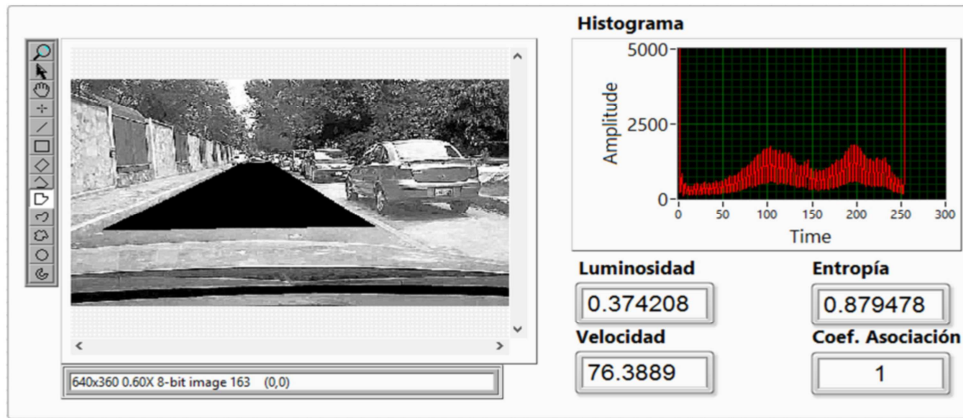 Histograma
Amplitude
5000
2500
0
0 50 100 150 200 250 300
Time
640x360 0.60X 8-bit image 163 (0,0)
Luminosidad Entropía
0.374208 0.879478
Velocidad Coef. Asociación
76.3889 1